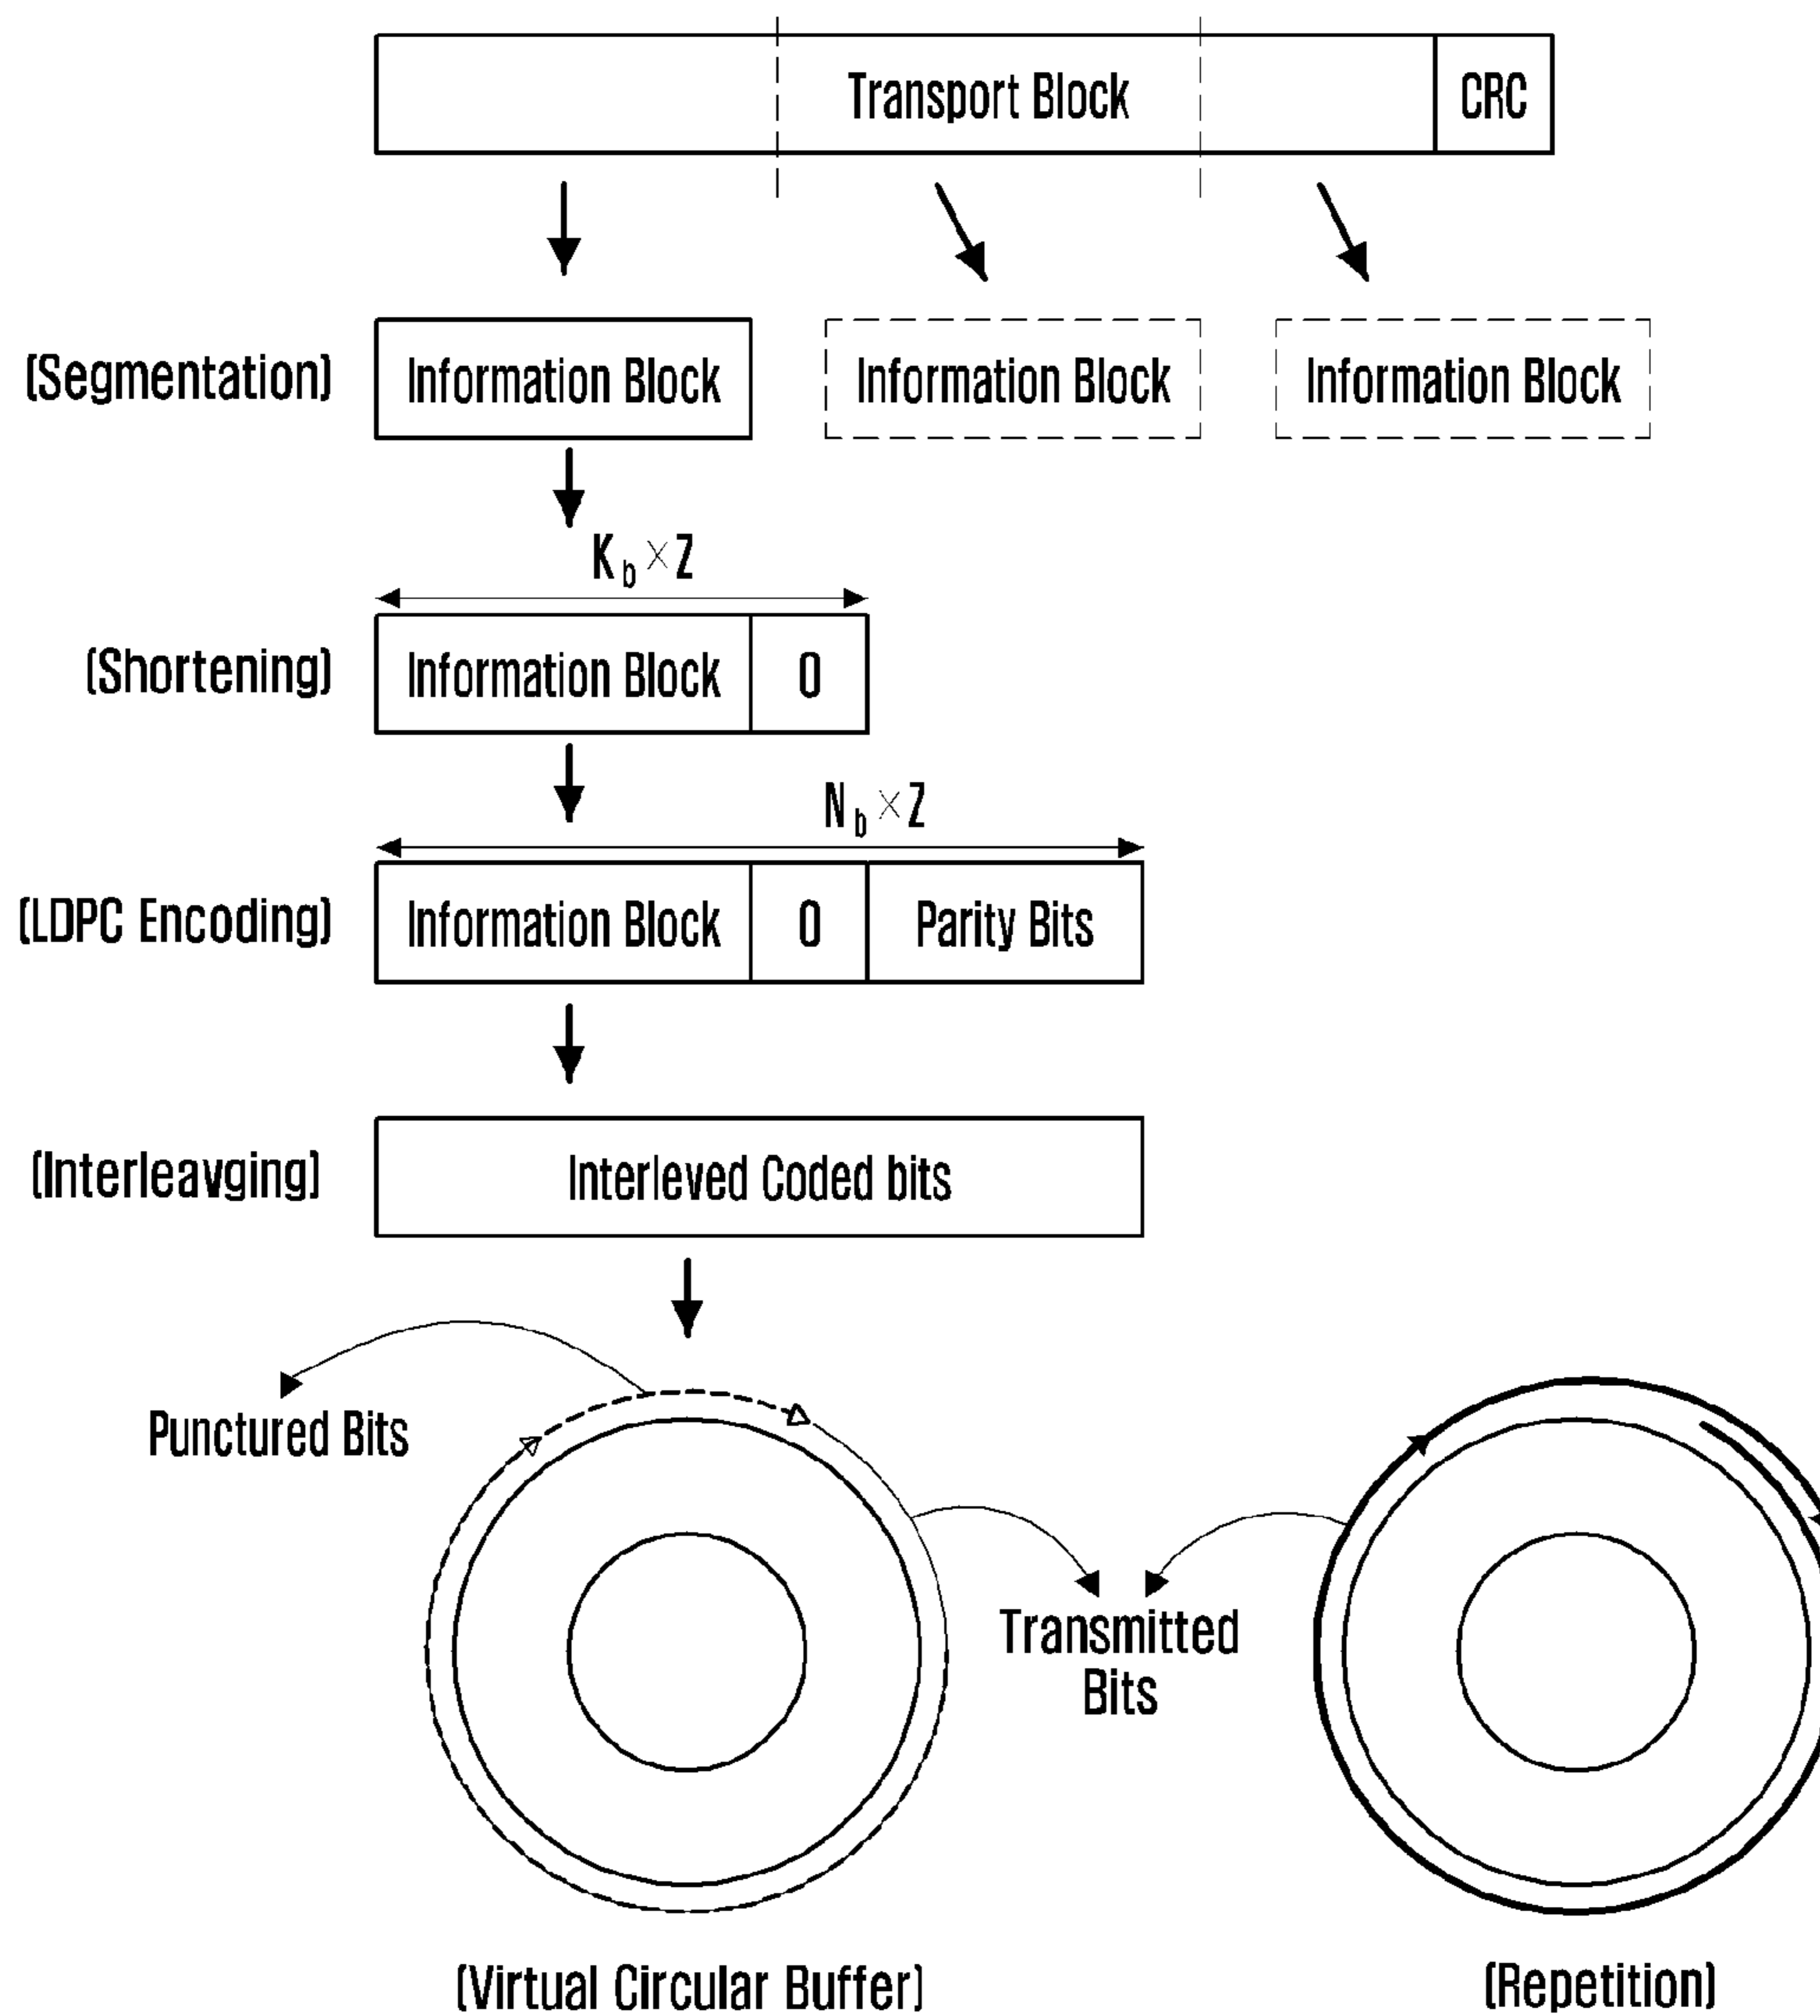 Transport Block CRC
(Segmentation) Information Block Information Block Information Block
K_b×Z
(Shortening) Information Block 0
N_b×Z
(LDPC Encoding) Information Block 0 Parity Bits
(Interleavging) Interleved Coded bits
Punctured Bits
Transmitted
Bits
(Virtual Circular Buffer) (Repetition)